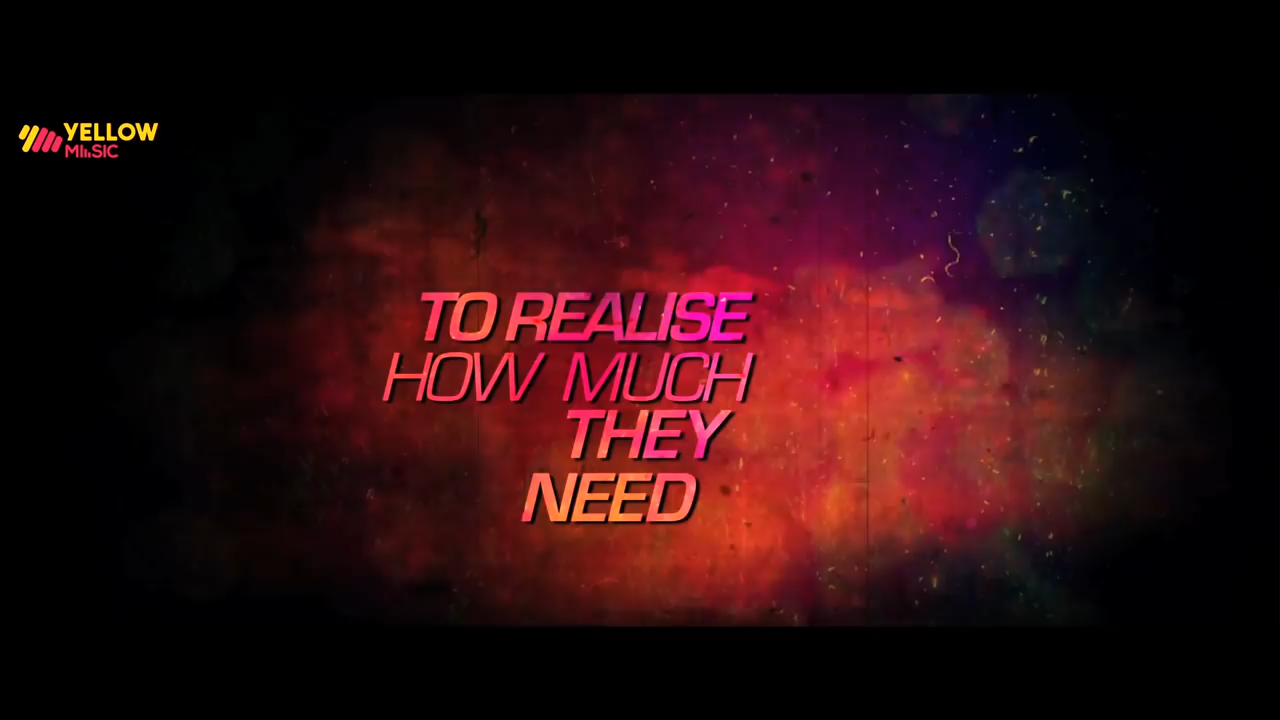 YELLOW
MUSIC
TO REALISE
HOW MUCH
THEY
NEED